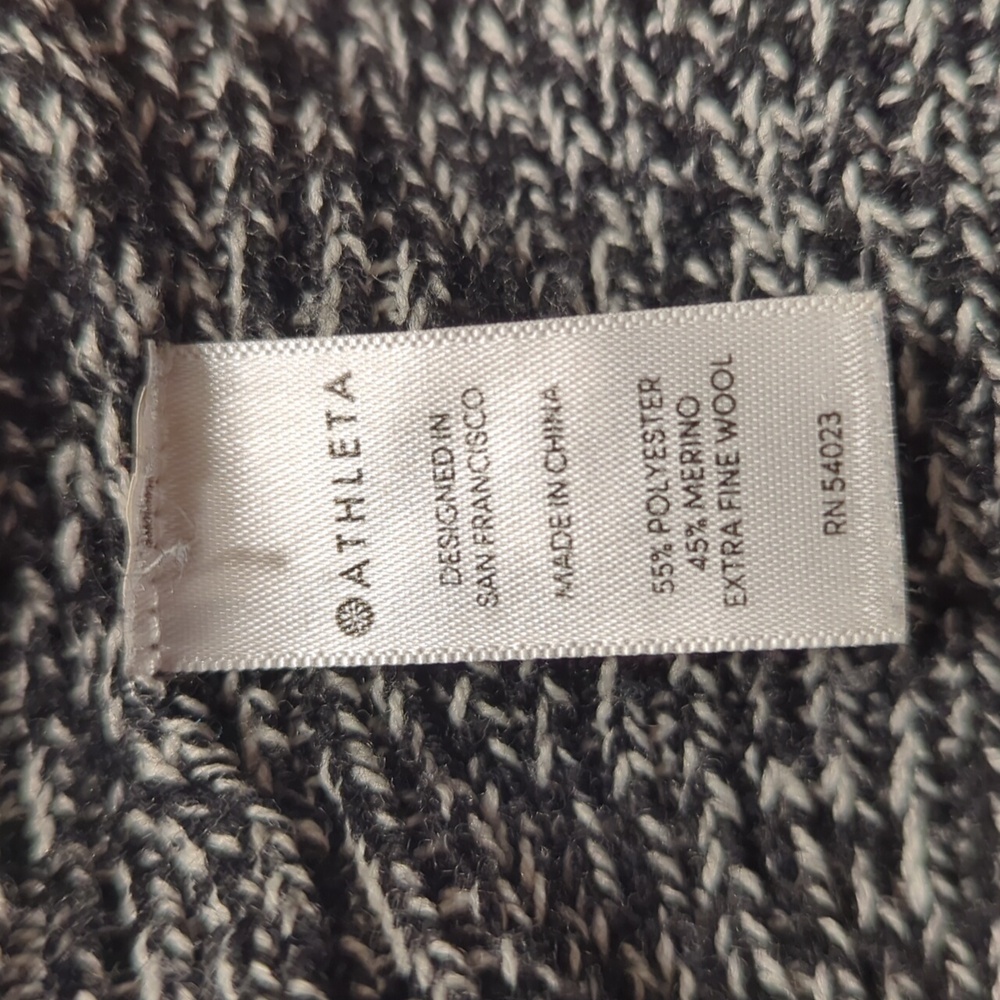 ATHLETA
DESIGNED IN
SAN FRANCISCO
MADE IN CHINA
55% POLYESTER
45% MERINO
EXTRA FINE WOOL
RN 54023